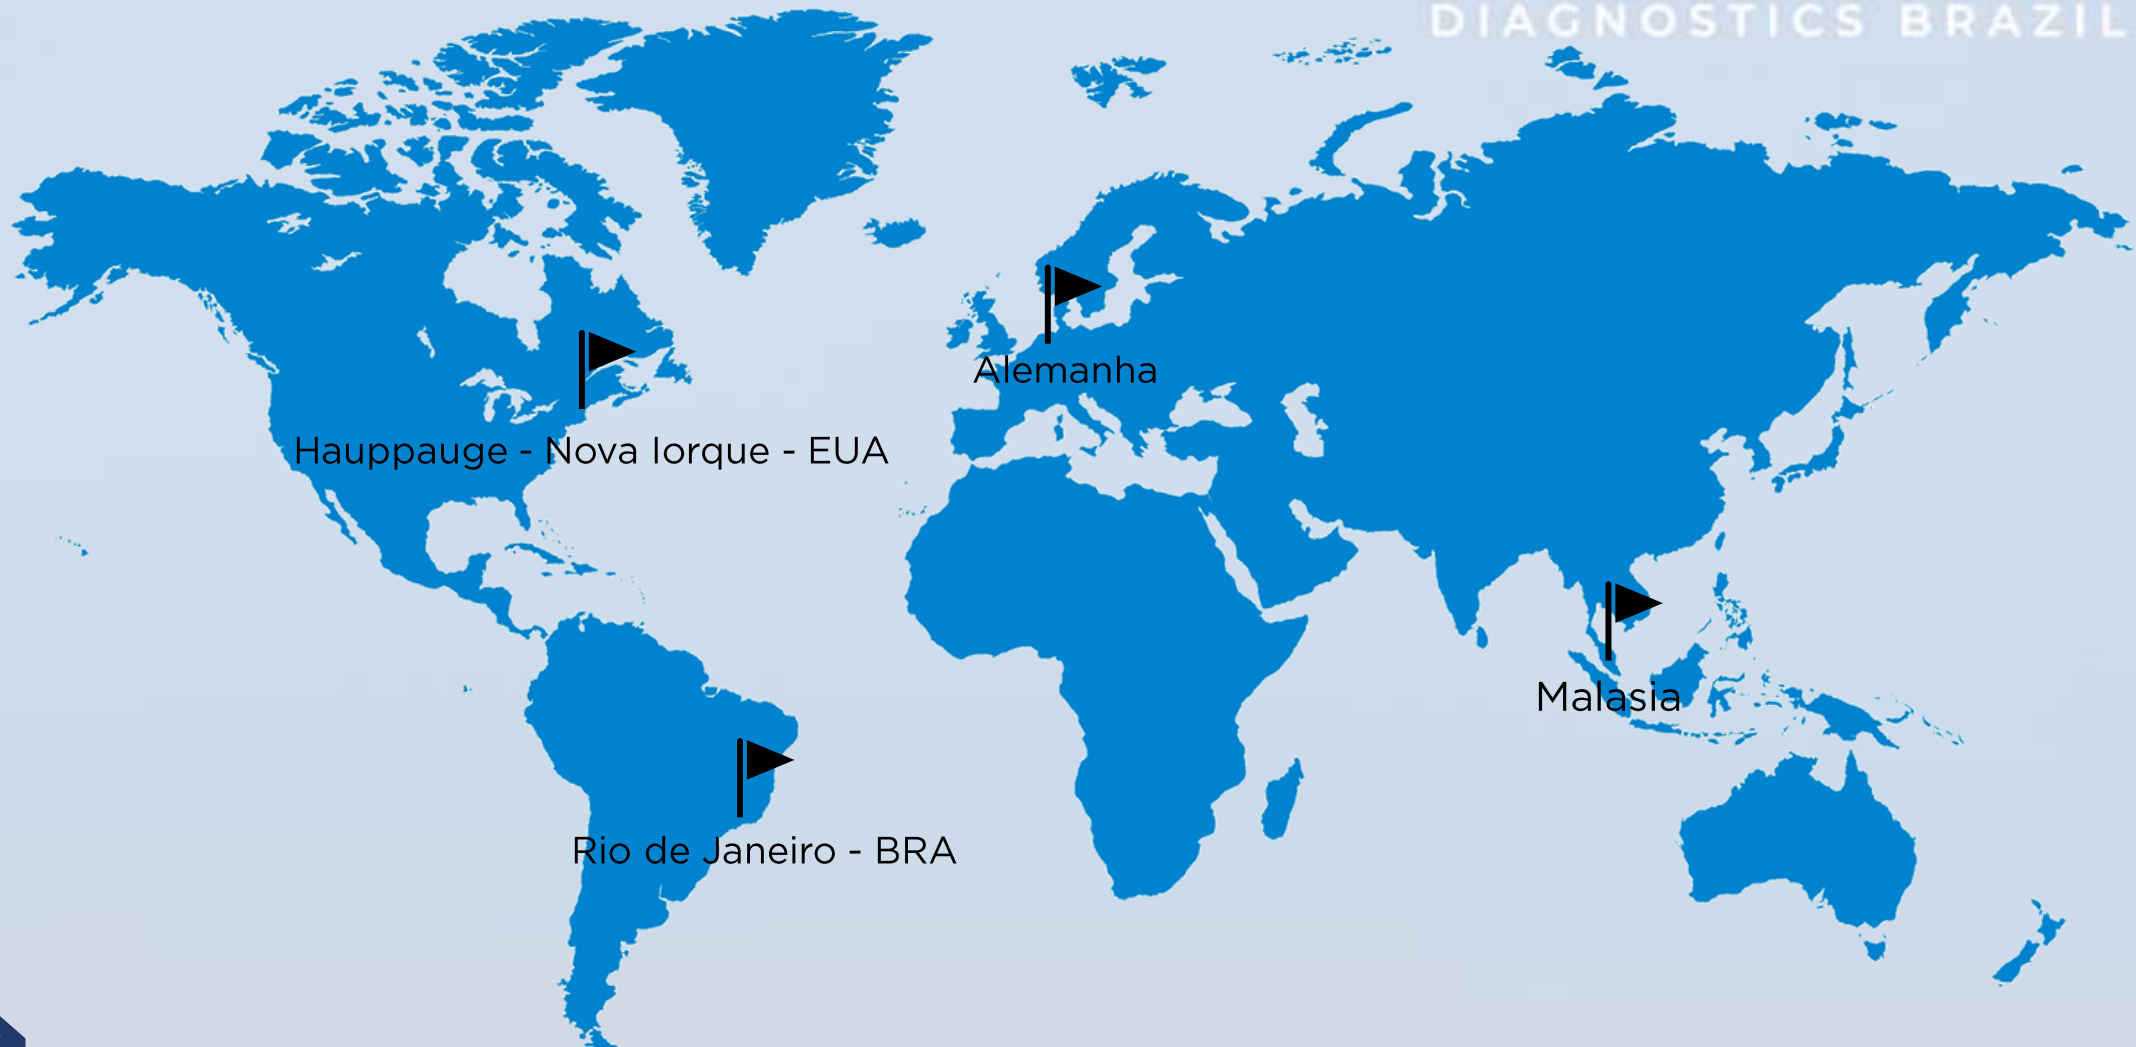 DIAGNOSTICS BRAZIL
Alemanha
Hauppauge - Nova Iorque - EUA
Malasia
Rio de Janeiro - BRA